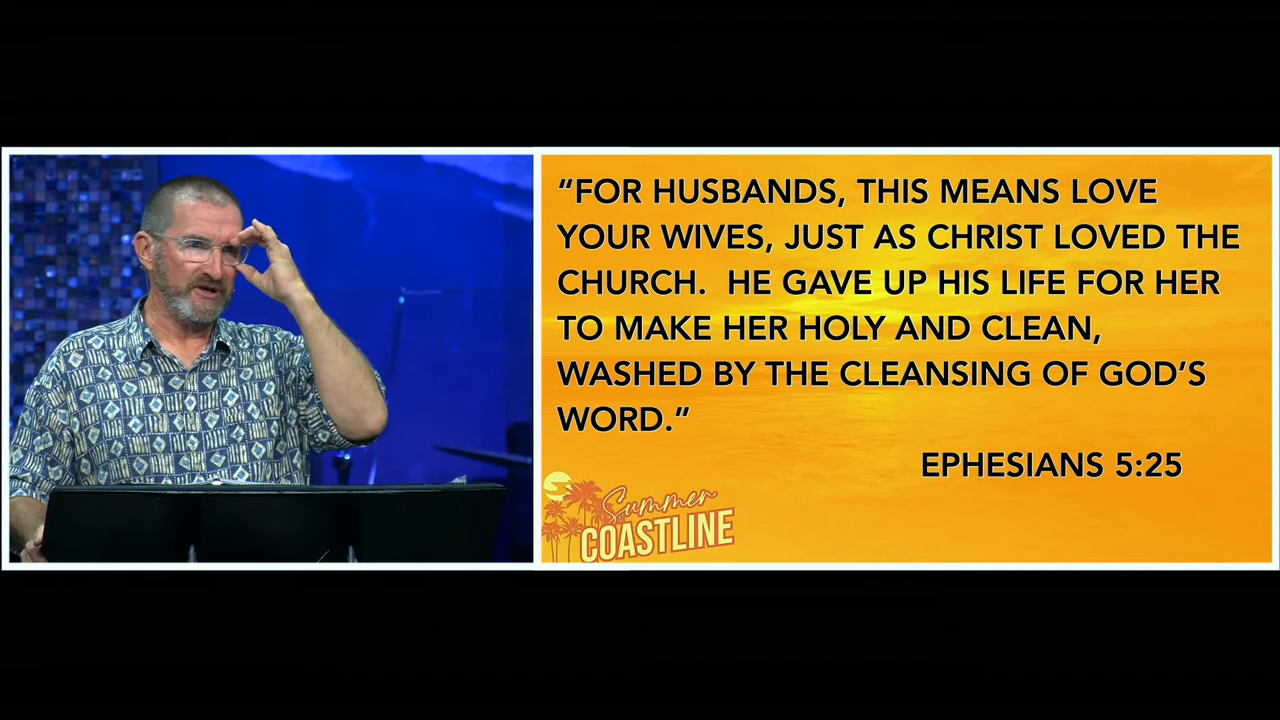 “FOR HUSBANDS, THIS MEANS LOVE
YOUR WIVES, JUST AS CHRIST LOVED THE
CHURCH.  HE GAVE UP HIS LIFE FOR HER
TO MAKE HER HOLY AND CLEAN,
WASHED BY THE CLEANSING OF GOD’S
WORD.”
EPHESIANS 5:25
Summer
COASTLINE